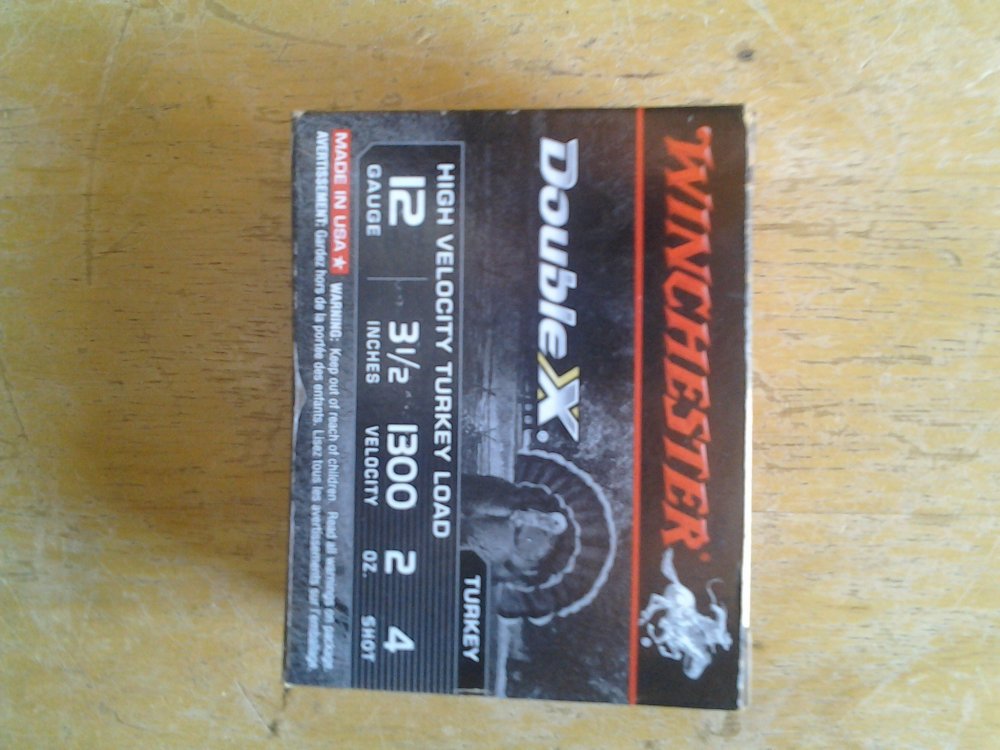 WINCHESTER®
DoubleX®
TURKEY
HIGH VELOCITY TURKEY LOAD
12 3 1/2 1300 2 4
GAUGE INCHES VELOCITY OZ. SHOT
MADE IN USA ★ WARNING: Keep out of reach of children. Read all warnings on package.
AVERTISSEMENT: Gardez hors de la portée des enfants. Lisez tous les avertissements sur l'emballage.